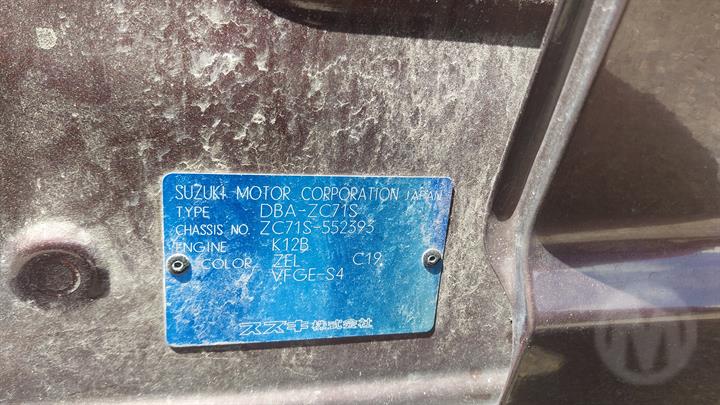 SUZUKI MOTOR CORPORATION JAPAN
TYPE DBA-ZC71S
CHASSIS NO. ZC71S-552393
ENGINE K12B
COLOR ZEL C19
VFGE-S4
スズキ株式会社
M